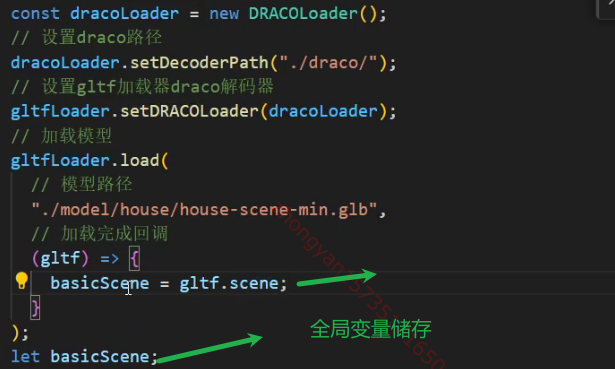 const dracoLoader = new DRACOLoader();
// 设置draco路径
dracoLoader.setDecoderPath("./draco/");
// 设置gltf加载器draco解码器
gltfLoader.setDRACOLoader(dracoLoader);
// 加载模型
gltfLoader.load(
// 模型路径
"./model/house/house-scene-min.glb",
// 加载完成回调
(gltf) => {
basicScene = gltf.scene;
}
全局变量储存
);
let basicScene;